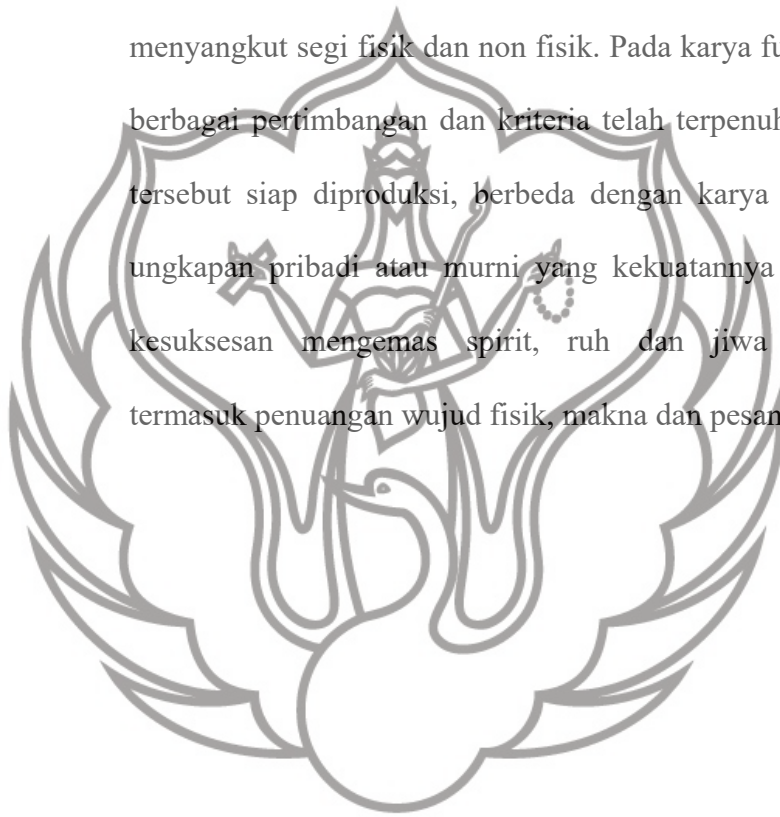 menyangkut segi fisik dan non fisik. Pada karya fu
berbagai pertimbangan dan kriteria telah terpenuh
tersebut siap diproduksi, berbeda dengan karya
ungkapan pribadi atau murni yang kekuatannya
kesuksesan mengemas spirit, ruh dan jiwa
termasuk penuangan wujud fisik, makna dan pesan